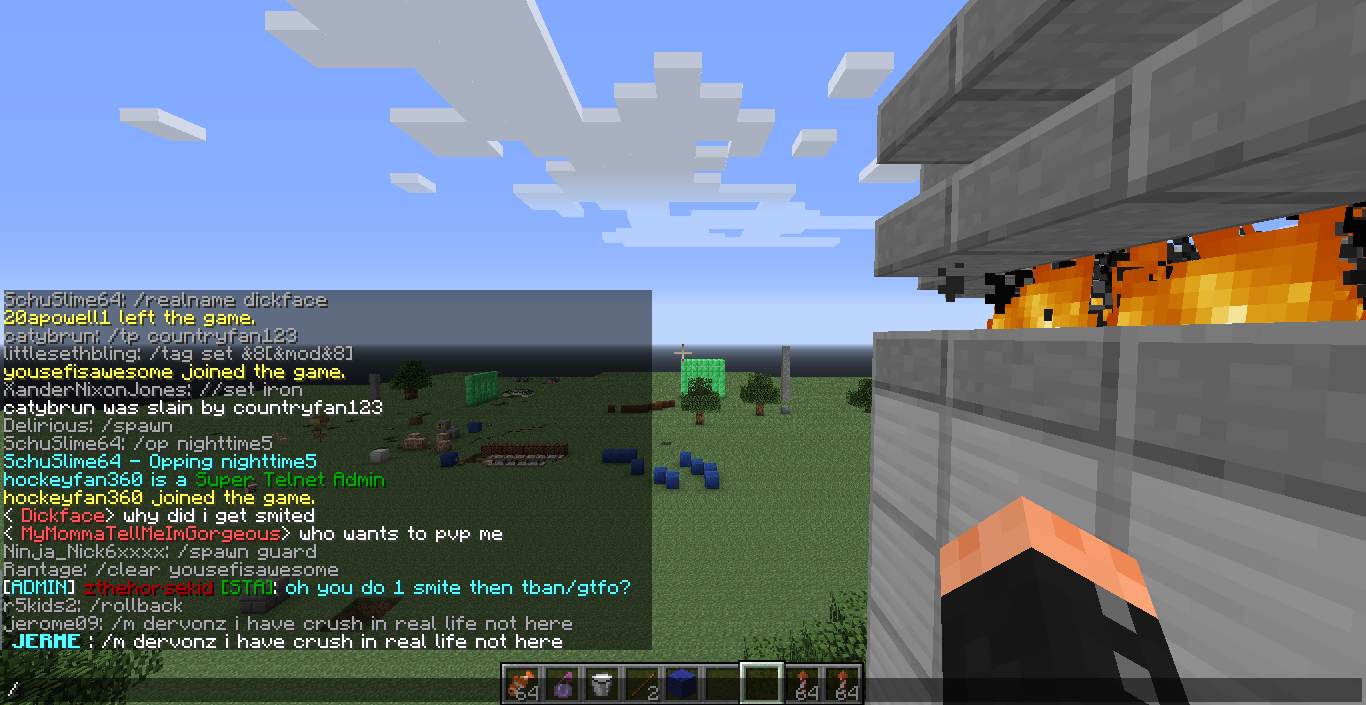 SchuSlime64: /realname dickface
20apowell1 left the game.
catybrun: /tp countryfan123
littlesethbling: /tag set &8[&mod&8]
yousefisawesome joined the game.
XanderNixonJones: //set iron
catybrun was slain by countryfan123
Delirious: /spawn
SchuSlime64: /op nighttime5
SchuSlime64 - Opping nighttime5
hockeyfan360 is a Super Telnet Admin
hockeyfan360 joined the game.
< Dickface> why did i get smited
< MyMommaTellMeImGorgeous> who wants to pvp me
Ninja_Nick6xxxx: /spawn guard
Rantage: /clear yousefisawesome
[ADMIN] zthehorsekid [STA]: oh you do 1 smite then tban/gtfo?
r5kids2: /rollback
jerome09: /m dervonz i have crush in real life not here
JERME : /m dervonz i have crush in real life not here
/
64 2 64 64